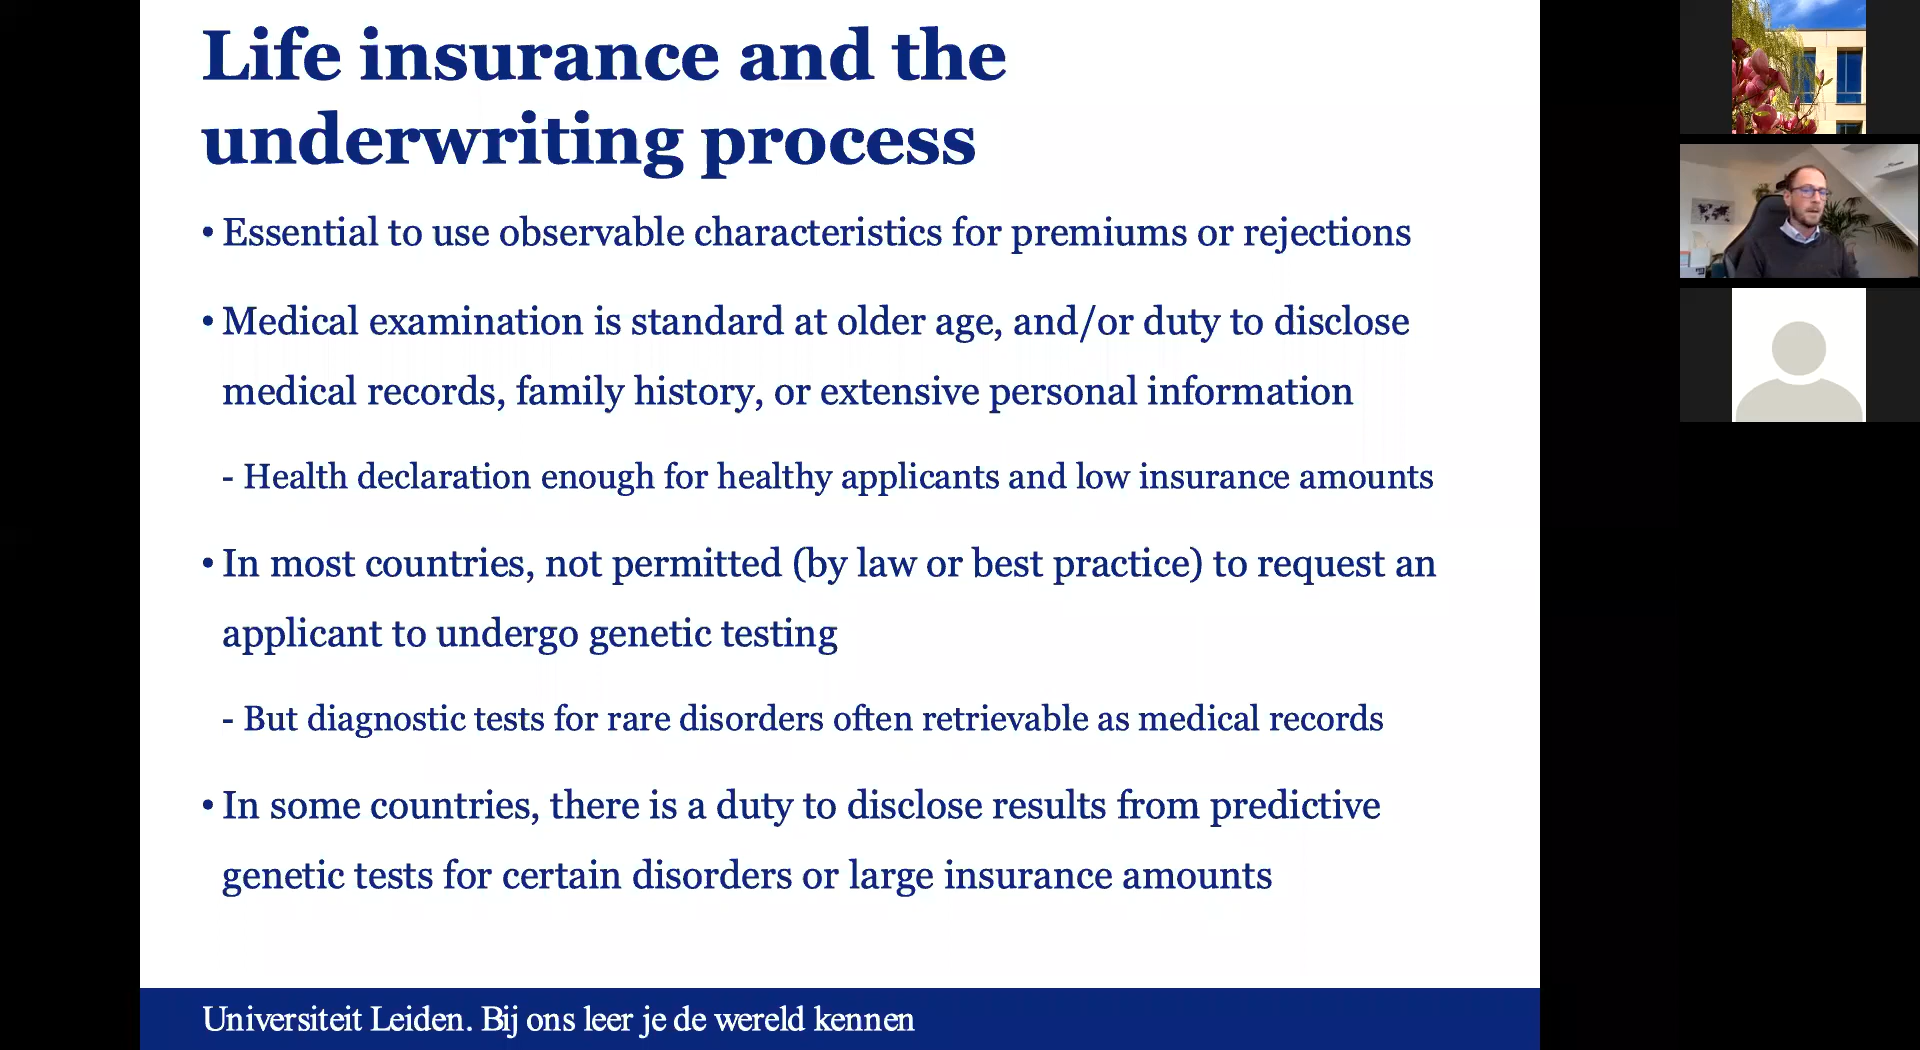 Life insurance and the
underwriting process
• Essential to use observable characteristics for premiums or rejections
• Medical examination is standard at older age, and/or duty to disclose
medical records, family history, or extensive personal information
- Health declaration enough for healthy applicants and low insurance amounts
• In most countries, not permitted (by law or best practice) to request an
applicant to undergo genetic testing
- But diagnostic tests for rare disorders often retrievable as medical records
• In some countries, there is a duty to disclose results from predictive
genetic tests for certain disorders or large insurance amounts
Universiteit Leiden. Bij ons leer je de wereld kennen